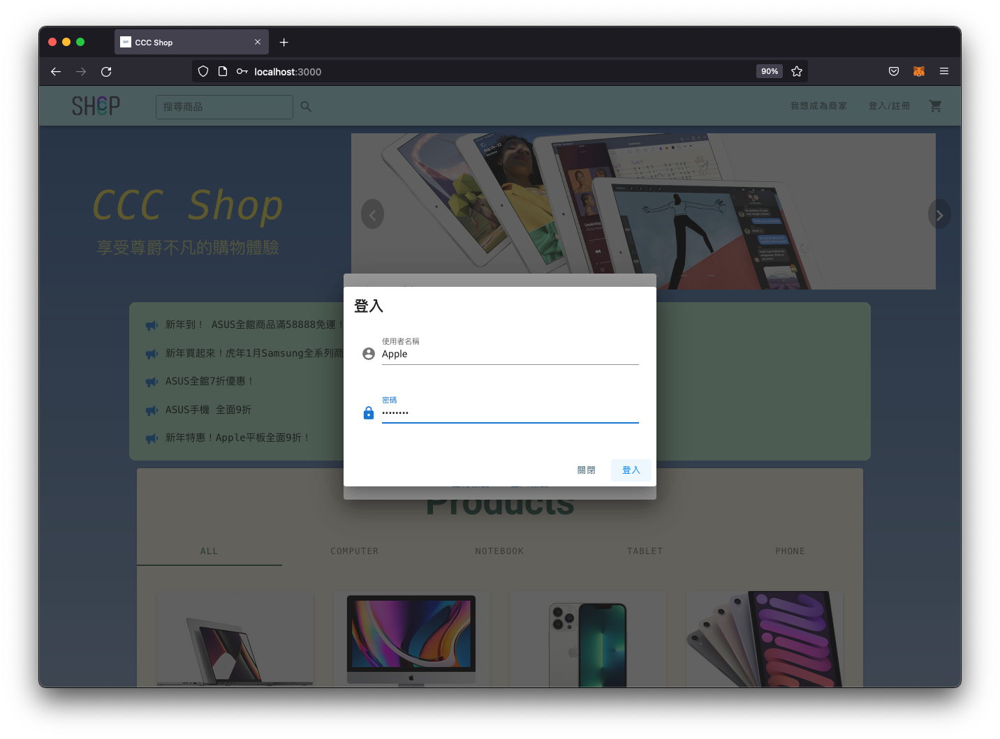 CCC Shop
localhost:3000
90%
SHOP
搜尋商品
我想成為商家
登入/註冊
CCC Shop
享受尊爵不凡的購物體驗
新年到！ ASUS全館商品滿58888免運！
新年買起來！虎年1月Samsung全系列商
ASUS全館7折優惠！
ASUS手機 全面9折
新年特惠！Apple平板全面9折！
登入
使用者名稱
Apple
密碼
••••••••
關閉
登入
Products
ALL
COMPUTER
NOTEBOOK
TABLET
PHONE